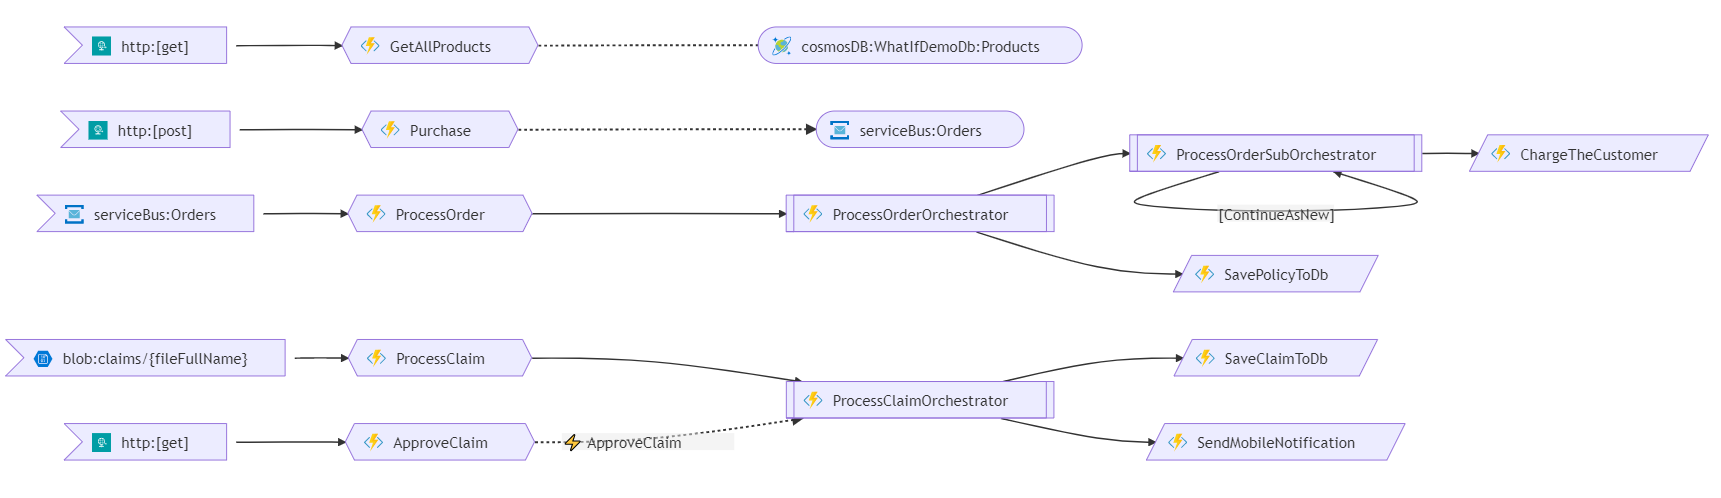 http:[get]
GetAllProducts
cosmosDB:WhatIfDemoDb:Products
http:[post]
Purchase
serviceBus:Orders
ProcessOrderSubOrchestrator
ChargeTheCustomer
serviceBus:Orders
ProcessOrder
ProcessOrderOrchestrator
[ContinueAsNew]
SavePolicyToDb
blob:claims/{fileFullName}
ProcessClaim
SaveClaimToDb
ProcessClaimOrchestrator
http:[get]
ApproveClaim
ApproveClaim
SendMobileNotification